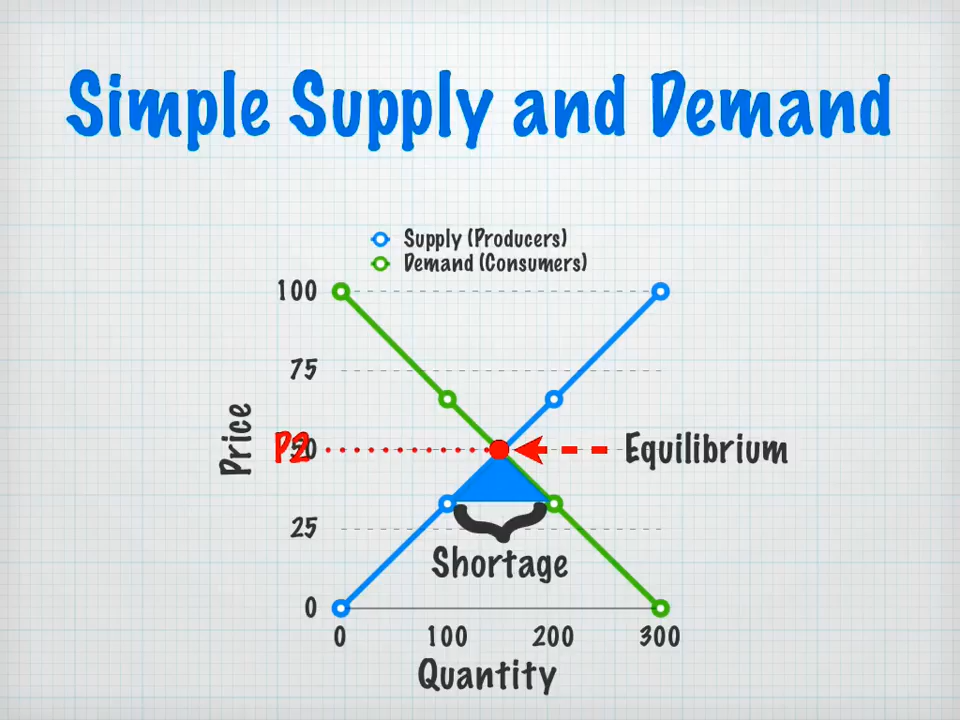 Simple Supply and Demand
Supply (Producers)
Demand (Consumers)
100
75
50
P2
25
0
Price
Equilibrium
Shortage
0 100 200 300
Quantity